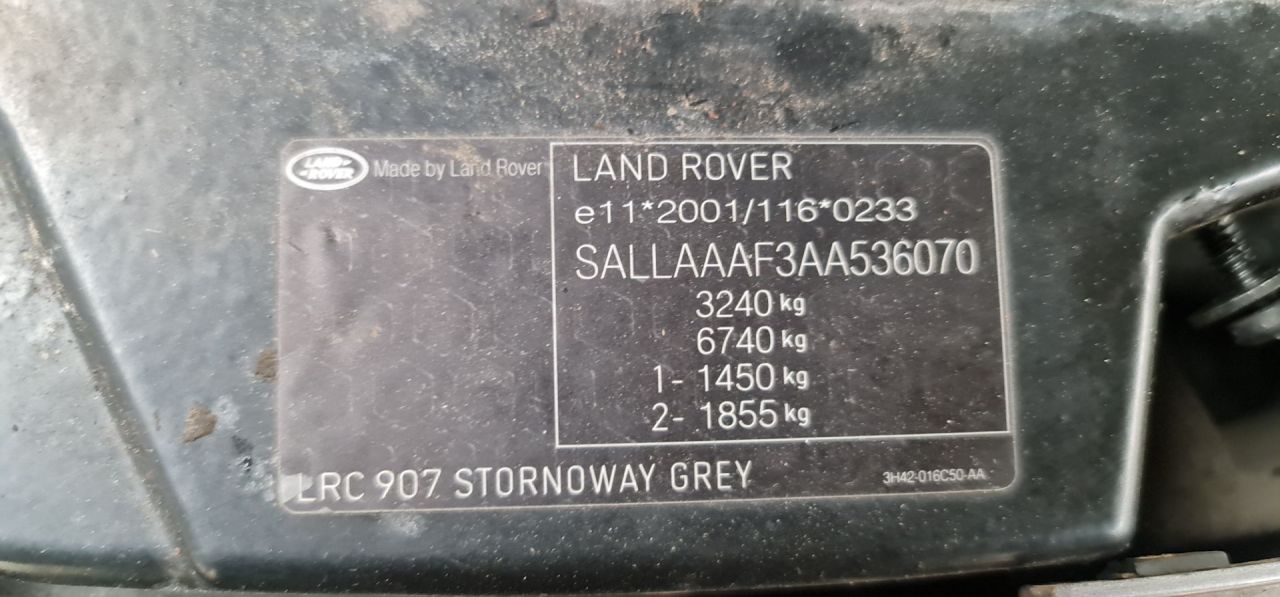 LAND ROVER
Made by Land Rover
LAND ROVER
e11*2001/116*0233
SALLAAAF3AA536070
3240 kg
6740 kg
1- 1450 kg
2- 1855 kg
LRC 907 STORNOWAY GREY
3H42-016C50-AA